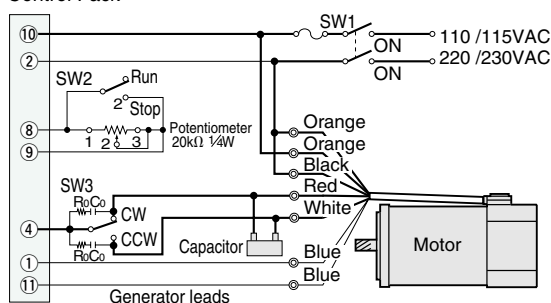 Control Pack
10
SW1
110 /115VAC
ON
2
220 /230VAC
ON
SW2
Run
2
Stop
8
1
2
3
Potentiometer
20kΩ 1/4W
9
Orange
Orange
Black
Red
White
SW3
RoCo
CW
4
CCW
RoCo
Capacitor
Motor
1
Blue
11
Blue
Generator leads